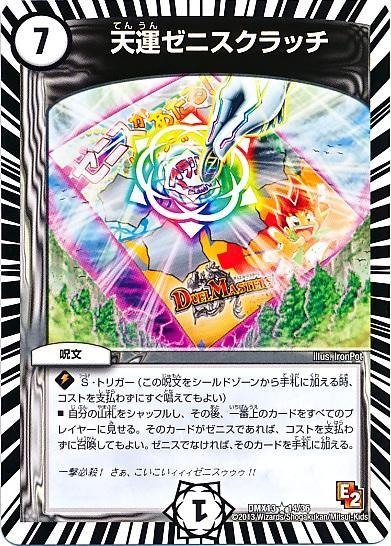 7
てんうん
天運ゼニスクラッチ
ゼニスがあたる
DUEL MASTERS
呪文
Illus. IronPot
S・トリガー(この呪文をシールドゾーンから手札に加える時、
コストを支払わずにすぐ唱えてもよい)
■自分の山札をシャッフルし、その後、一番上のカードをすべてのプ
レイヤーに見せる。そのカードがゼニスであれば、コストを支払
わずに召喚してもよい。ゼニスでなければ、そのカードを手札に加える。
一撃必殺! さぁ、こいこいィィィゼニスゥゥゥ!!
1
DMX13 ★ 14/36
E2
©2013 Wizards/Shogakukan/Mitsui-Kids